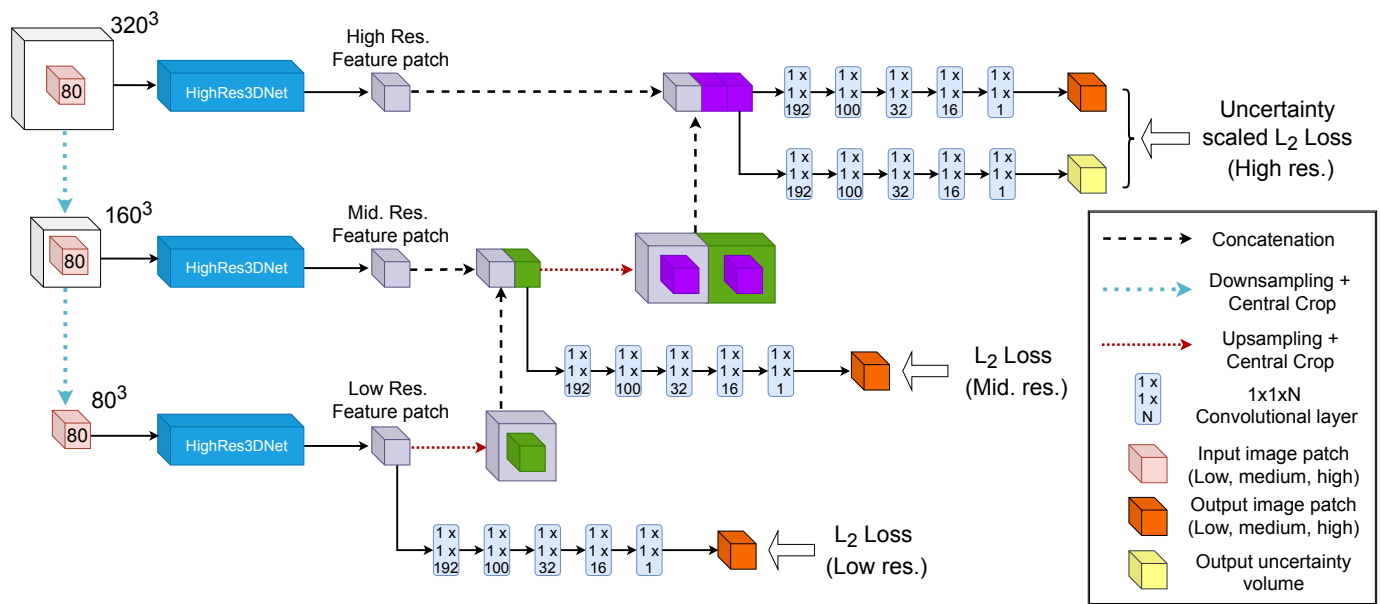 320³
80
HighRes3DNet
High Res.
Feature patch
1 x
1 x
192
1 x
1 x
100
1 x
1 x
32
1 x
1 x
16
1 x
1 x
1
1 x
1 x
192
1 x
1 x
100
1 x
1 x
32
1 x
1 x
16
1 x
1 x
1
Uncertainty
scaled L₂ Loss
(High res.)
160³
80
HighRes3DNet
Mid. Res.
Feature patch
1 x
1 x
192
1 x
1 x
100
1 x
1 x
32
1 x
1 x
16
1 x
1 x
1
L₂ Loss
(Mid. res.)
80³
80
HighRes3DNet
Low Res.
Feature patch
1 x
1 x
192
1 x
1 x
100
1 x
1 x
32
1 x
1 x
16
1 x
1 x
1
L₂ Loss
(Low res.)
Concatenation
Downsampling +
Central Crop
Upsampling +
Central Crop
1 x
1 x
N
1x1xN
Convolutional layer
Input image patch
(Low, medium, high)
Output image patch
(Low, medium, high)
Output uncertainty
volume